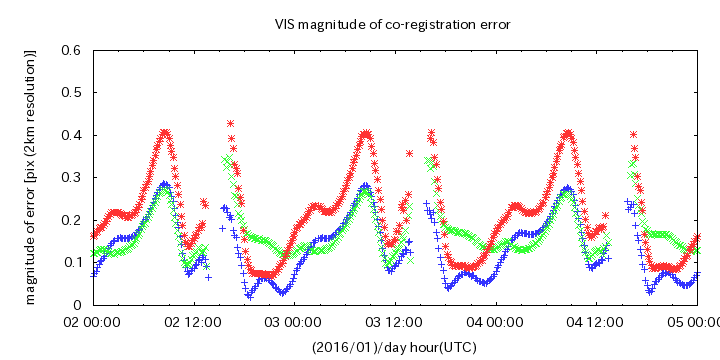 VIS magnitude of co-registration error
magnitude of error [pix (2km resolution)]
0.6
0.5
0.4
0.3
0.2
0.1
0
02 00:00 02 12:00 03 00:00 03 12:00 04 00:00 04 12:00 05 00:00
(2016/01)/day hour(UTC)